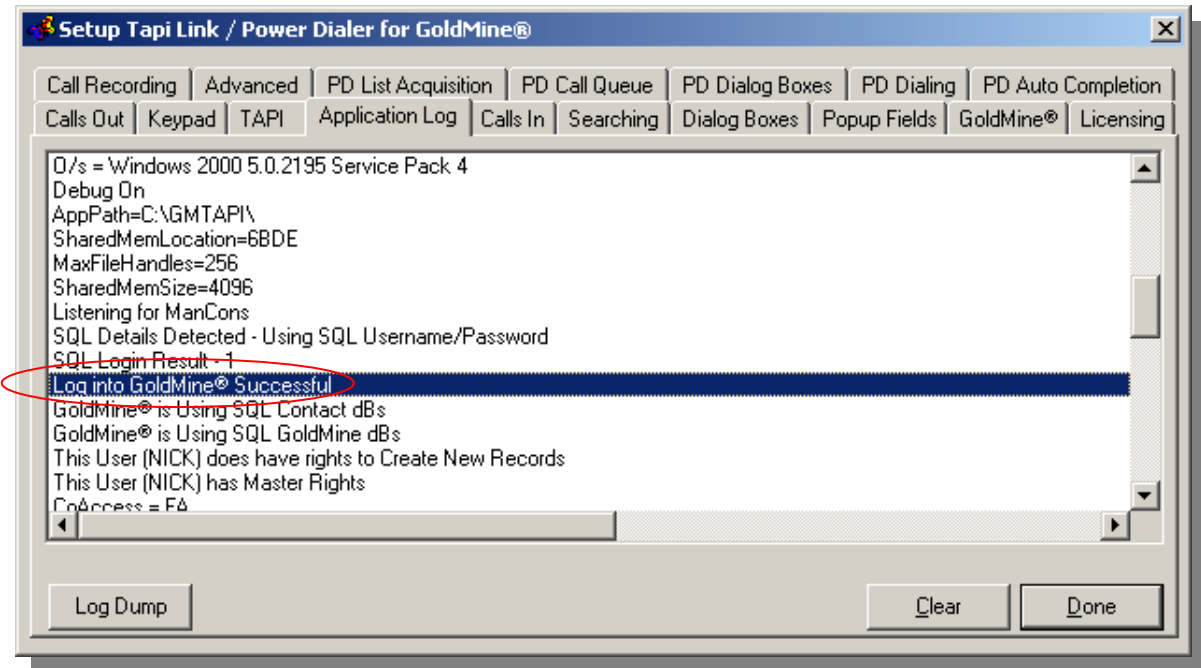 Setup Tapi Link / Power Dialer for GoldMine®
Call Recording Advanced PD List Acquisition PD Call Queue PD Dialog Boxes PD Dialing PD Auto Completion
Calls Out Keypad TAPI Application Log Calls In Searching Dialog Boxes Popup Fields GoldMine® Licensing
O/s = Windows 2000 5.0.2195 Service Pack 4
Debug On
AppPath=C:\GMTAPI\
SharedMemLocation=6BDE
MaxFileHandles=256
SharedMemSize=4096
Listening for ManCons
SQL Details Detected - Using SQL Username/Password
SQL Login Result - 1
Log into GoldMine® Successful
GoldMine® is Using SQL Contact dBs
GoldMine® is Using SQL GoldMine dBs
This User (NICK) does have rights to Create New Records
This User (NICK) has Master Rights
CoAccess = FA
Log Dump Clear Done